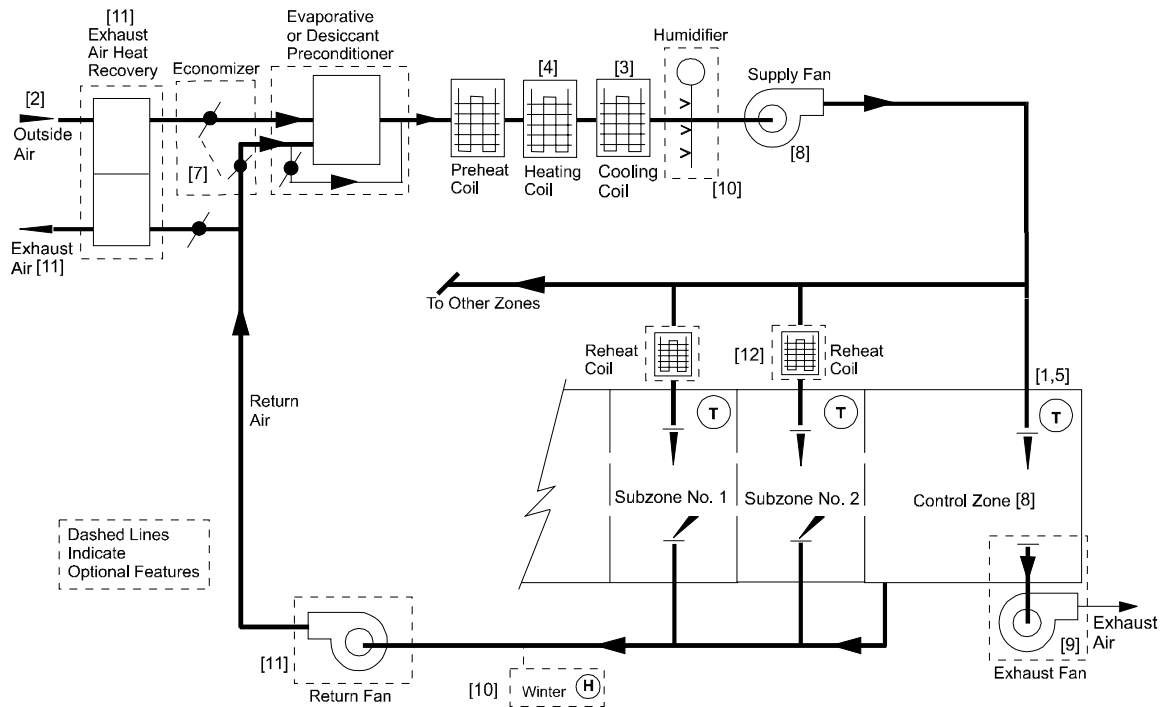 [11]
Exhaust
Air Heat
Recovery
Economizer
Evaporative
or Desiccant
Preconditioner
Humidifier
[4]
[3]
Supply Fan
[2]
Outside
Air
[7]
Preheat
Coil
Heating
Coil
Cooling
Coil
[10]
[8]
Exhaust
Air [11]
To Other Zones
Reheat
Coil
[12]
Reheat
Coil
[1,5]
Return
Air
T
T
T
Subzone No. 1
Subzone No. 2
Control Zone [8]
Dashed Lines
Indicate
Optional Features
[11]
Return Fan
[10]
Winter
H
[9]
Exhaust Fan
Exhaust
Air